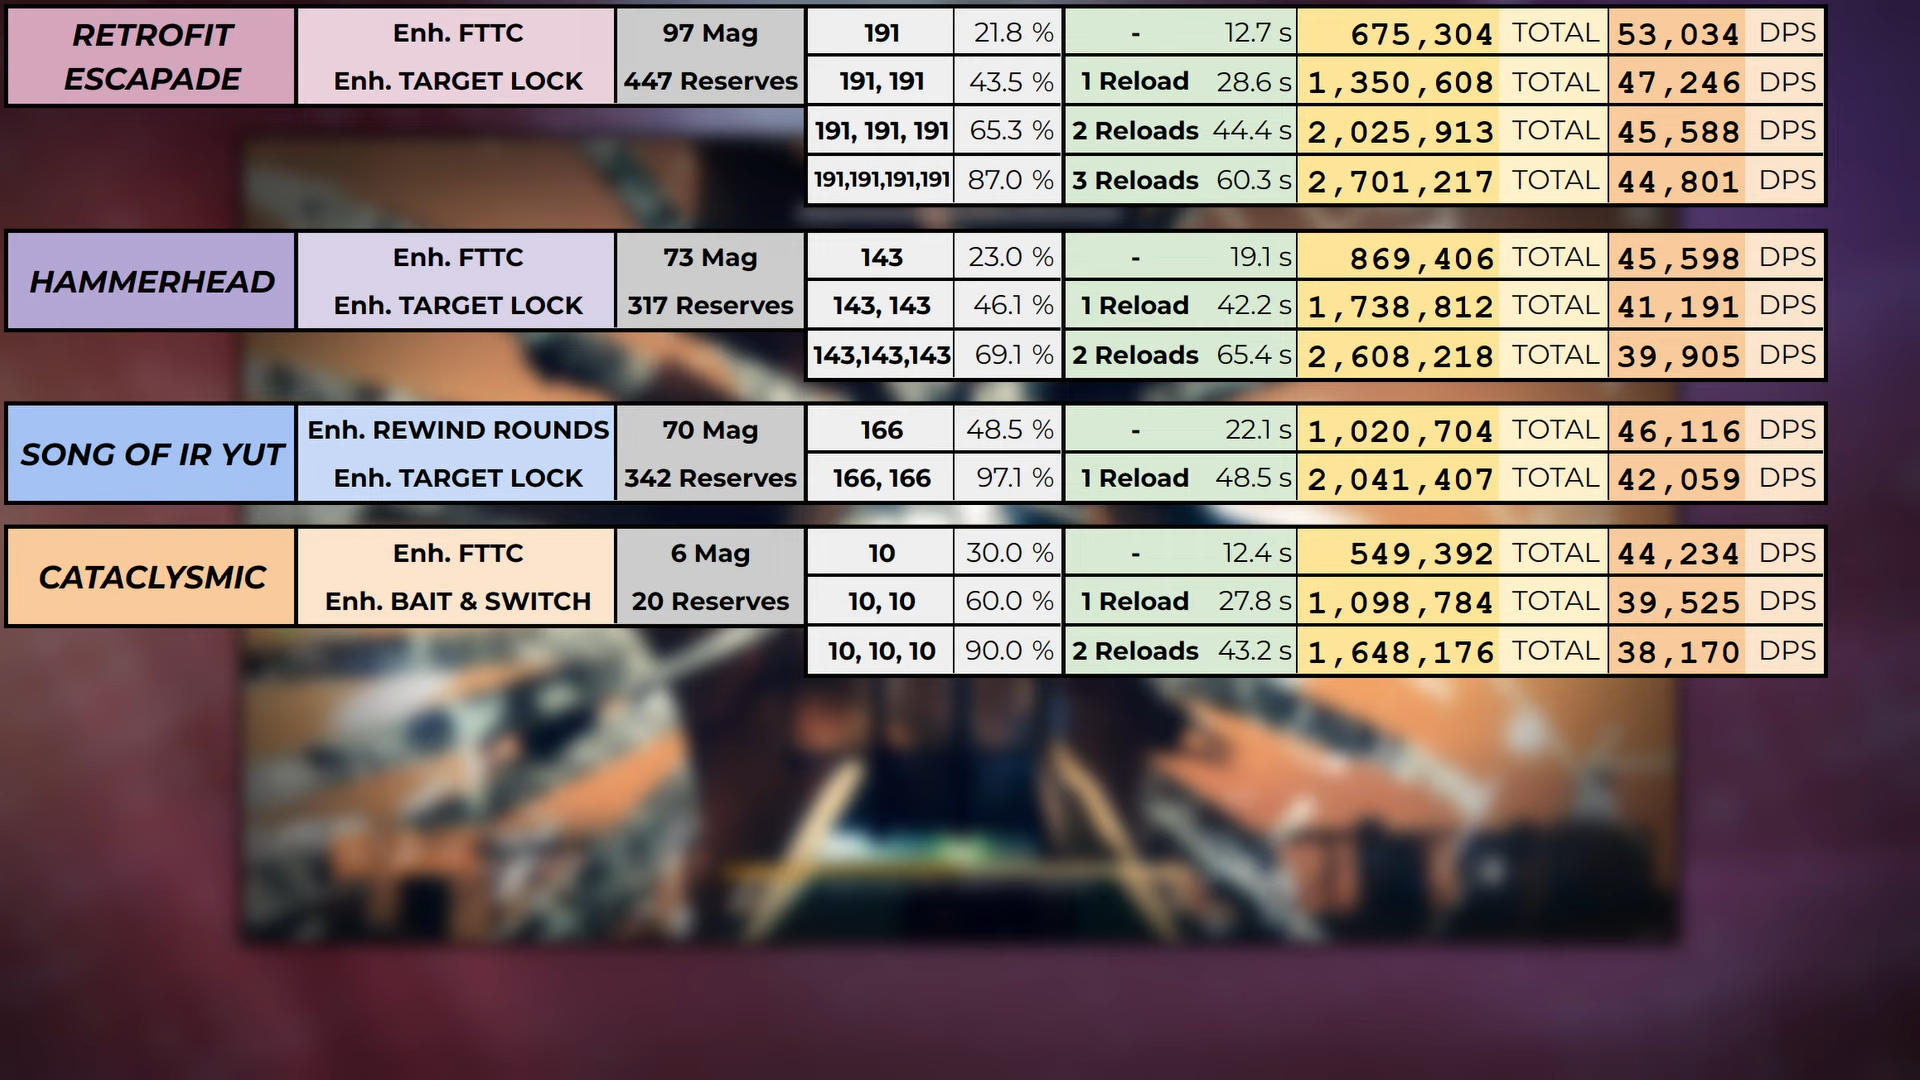 RETROFIT ESCAPADE
Enh. FTTC
Enh. TARGET LOCK
97 Mag
447 Reserves
191 21.8 % - 12.7 s 675,304 TOTAL 53,034 DPS
191, 191 43.5 % 1 Reload 28.6 s 1,350,608 TOTAL 47,246 DPS
191, 191, 191 65.3 % 2 Reloads 44.4 s 2,025,913 TOTAL 45,588 DPS
191,191,191,191 87.0 % 3 Reloads 60.3 s 2,701,217 TOTAL 44,801 DPS
HAMMERHEAD
Enh. FTTC
Enh. TARGET LOCK
73 Mag
317 Reserves
143 23.0 % - 19.1 s 869,406 TOTAL 45,598 DPS
143, 143 46.1 % 1 Reload 42.2 s 1,738,812 TOTAL 41,191 DPS
143,143,143 69.1 % 2 Reloads 65.4 s 2,608,218 TOTAL 39,905 DPS
SONG OF IR YUT
Enh. REWIND ROUNDS
Enh. TARGET LOCK
70 Mag
342 Reserves
166 48.5 % - 22.1 s 1,020,704 TOTAL 46,116 DPS
166, 166 97.1 % 1 Reload 48.5 s 2,041,407 TOTAL 42,059 DPS
CATACLYSMIC
Enh. FTTC
Enh. BAIT & SWITCH
6 Mag
20 Reserves
10 30.0 % - 12.4 s 549,392 TOTAL 44,234 DPS
10, 10 60.0 % 1 Reload 27.8 s 1,098,784 TOTAL 39,525 DPS
10, 10, 10 90.0 % 2 Reloads 43.2 s 1,648,176 TOTAL 38,170 DPS